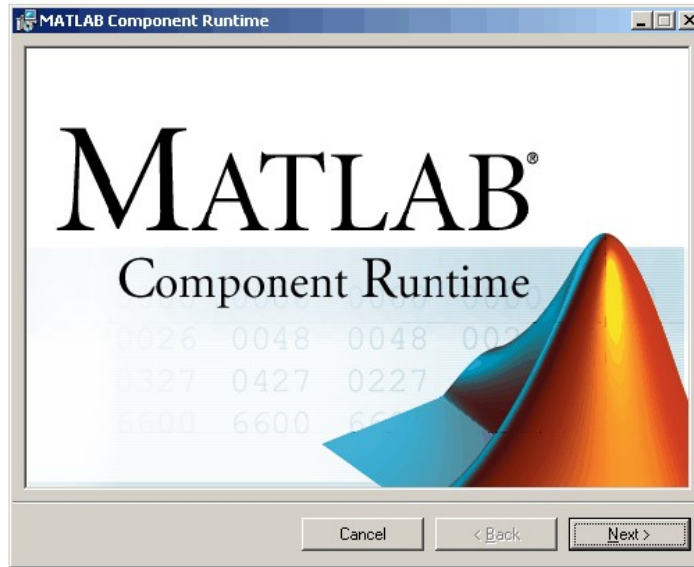 MATLAB Component Runtime
MATLAB®
Component Runtime
0026 0048 0048
0327 0427 0227
6600 6600
Cancel
< Back
Next >